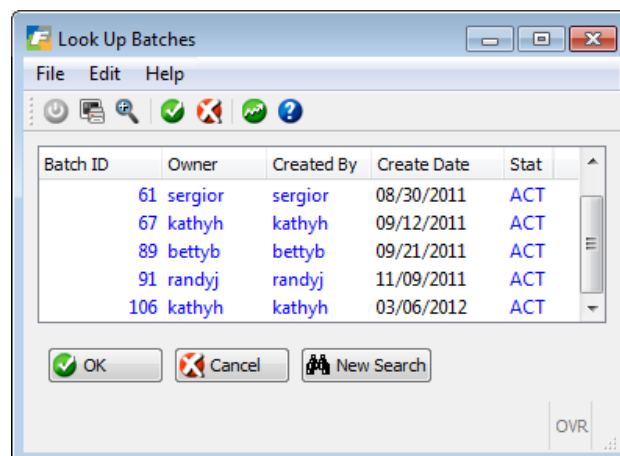 Look Up Batches
File Edit Help
Batch ID Owner Created By Create Date Stat
61 sergior sergior 08/30/2011 ACT
67 kathyh kathyh 09/12/2011 ACT
89 bettyb bettyb 09/21/2011 ACT
91 randyj randyj 11/09/2011 ACT
106 kathyh kathyh 03/06/2012 ACT
OK Cancel New Search
OVR